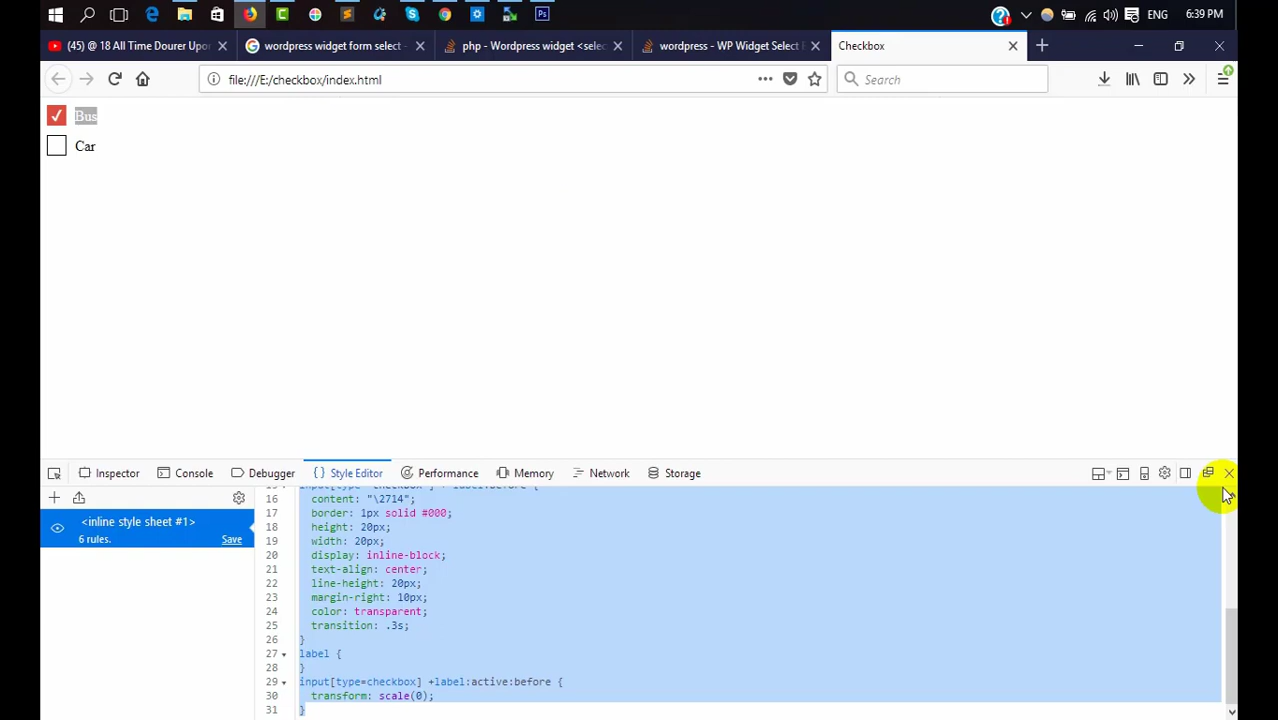 ENG 6:39 PM
(45) @ 18 All Time Dourer Upor
wordpress widget form select -
php - Wordpress widget <selec
wordpress - WP Widget Select
Checkbox
file:///E:/checkbox/index.html
Search
Bus
Car
Inspector Console Debugger Style Editor Performance Memory Network Storage
<inline style sheet #1>
6 rules. Save
16 content: "\2714";
17 border: 1px solid #000;
18 height: 20px;
19 width: 20px;
20 display: inline-block;
21 text-align: center;
22 line-height: 20px;
23 margin-right: 10px;
24 color: transparent;
25 transition: .3s;
26 }
27 label {
28 }
29 input[type=checkbox] +label:active:before {
30 transform: scale(0);
31 }